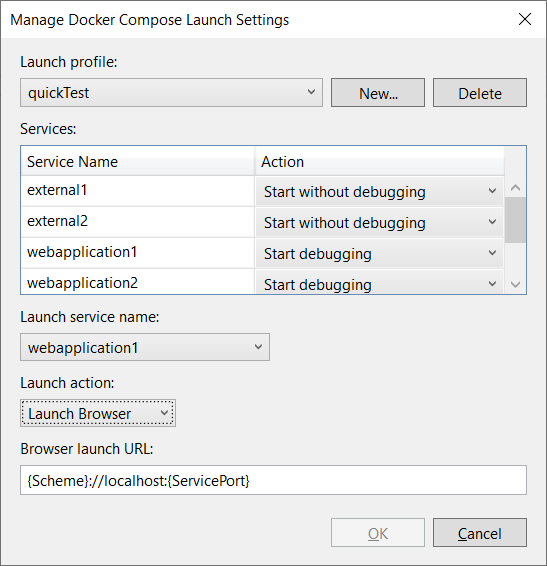 Manage Docker Compose Launch Settings
Launch profile:
quickTest New... Delete
Services:
Service Name Action
external1 Start without debugging
external2 Start without debugging
webapplication1 Start debugging
webapplication2 Start debugging
Launch service name:
webapplication1
Launch action:
Launch Browser
Browser launch URL:
{Scheme}://localhost:{ServicePort}
OK Cancel